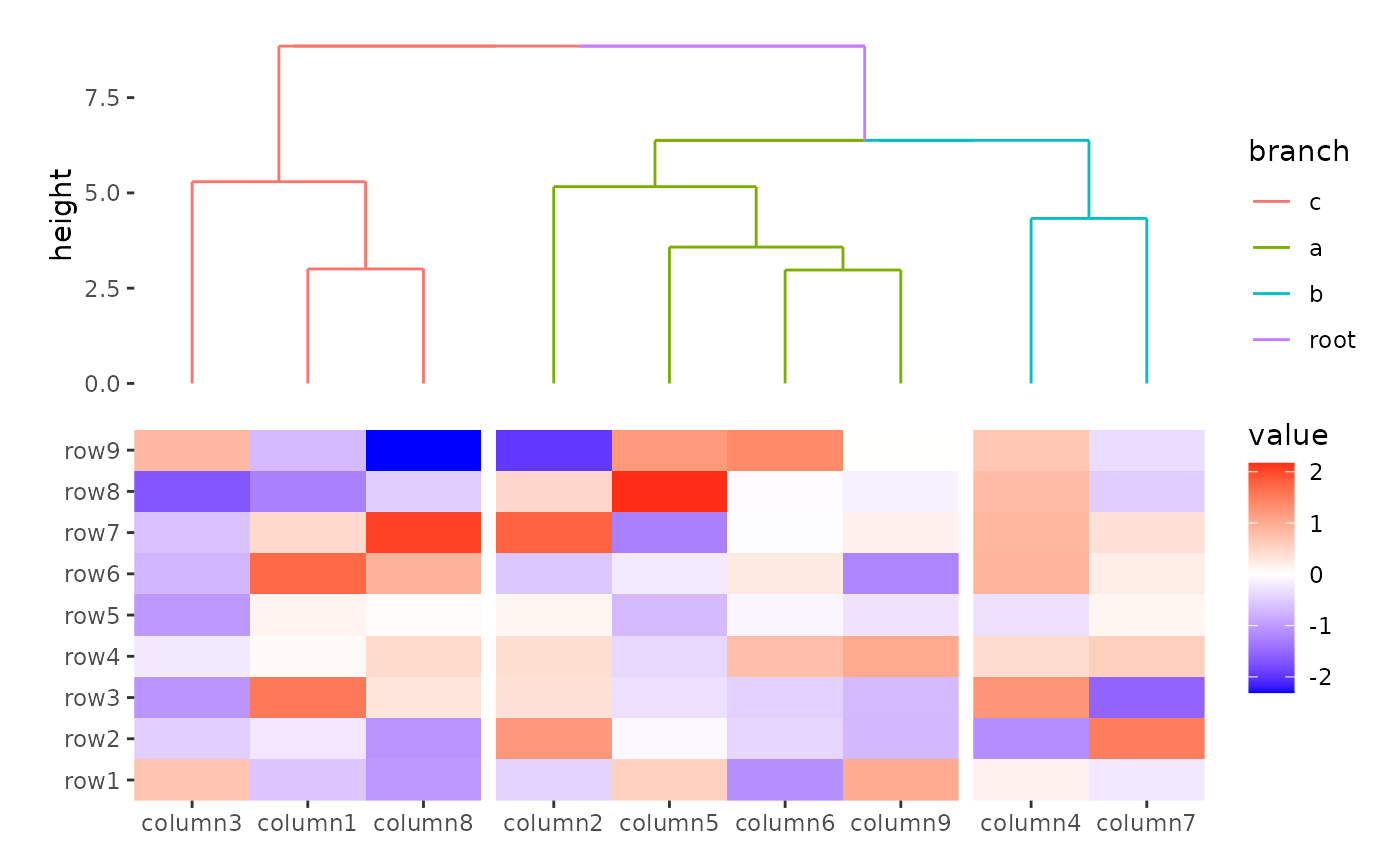 height
7.5
5.0
2.5
0.0
branch
c
a
b
root
row9
row8
row7
row6
row5
row4
row3
row2
row1
column3 column1 column8 column2 column5 column6 column9 column4 column7
value
2
1
0
-1
-2